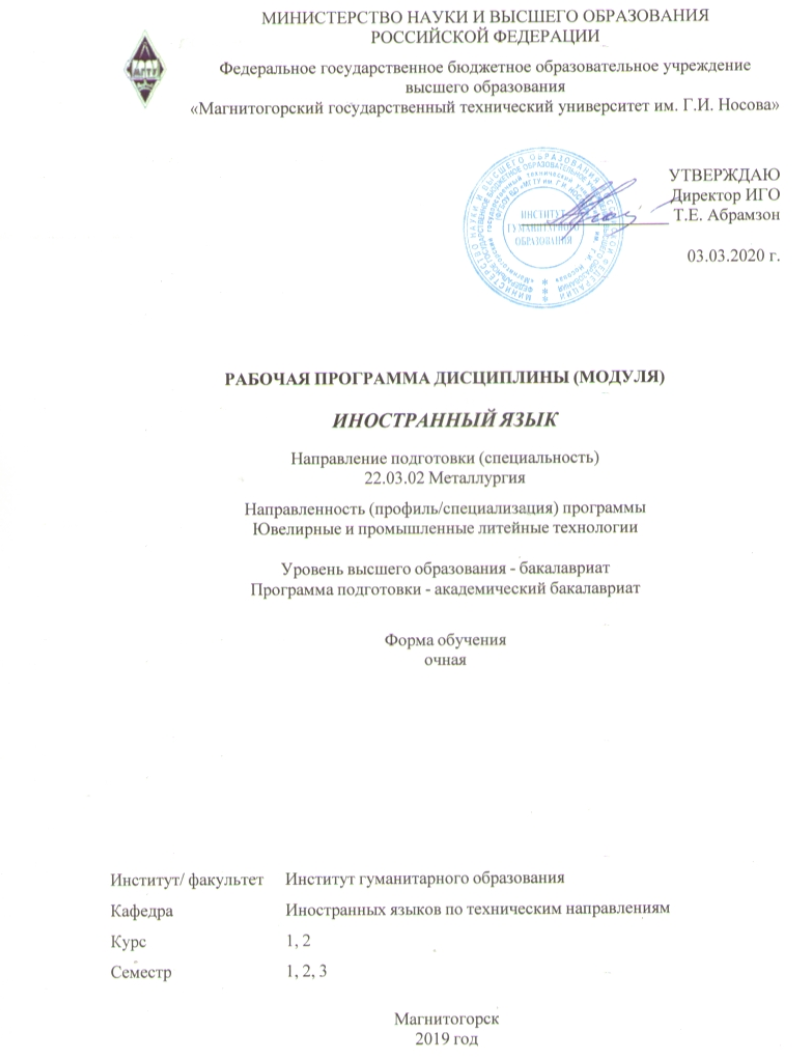 МИНИСТЕРСТВО НАУКИ И ВЫСШЕГО ОБРАЗОВАНИЯ
РОССИЙСКОЙ ФЕДЕРАЦИИ
Федеральное государственное бюджетное образовательное учреждение
высшего образования
«Магнитогорский государственный технический университет им. Г.И. Носова»
МГТУ
УТВЕРЖДАЮ
Директор ИГО
Т.Е. Абрамзон
ИНСТИТУТ
ГУМАНИТАРНОГО
ОБРАЗОВАНИЯ
03.03.2020 г.
РАБОЧАЯ ПРОГРАММА ДИСЦИПЛИНЫ (МОДУЛЯ)
ИНОСТРАННЫЙ ЯЗЫК
Направление подготовки (специальность)
22.03.02 Металлургия
Направленность (профиль/специализация) программы
Ювелирные и промышленные литейные технологии
Уровень высшего образования - бакалавриат
Программа подготовки - академический бакалавриат
Форма обучения
очная
Институт/ факультет Институт гуманитарного образования
Кафедра Иностранных языков по техническим направлениям
Курс 1, 2
Семестр 1, 2, 3
Магнитогорск
2019 год